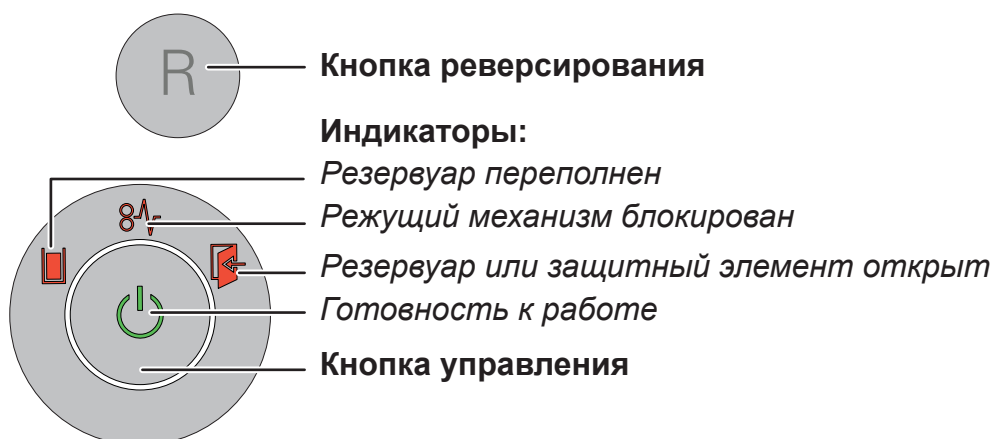 R
Кнопка реверсирования
Индикаторы:
Резервуар переполнен
Режущий механизм блокирован
Резервуар или защитный элемент открыт
Готовность к работе
Кнопка управления